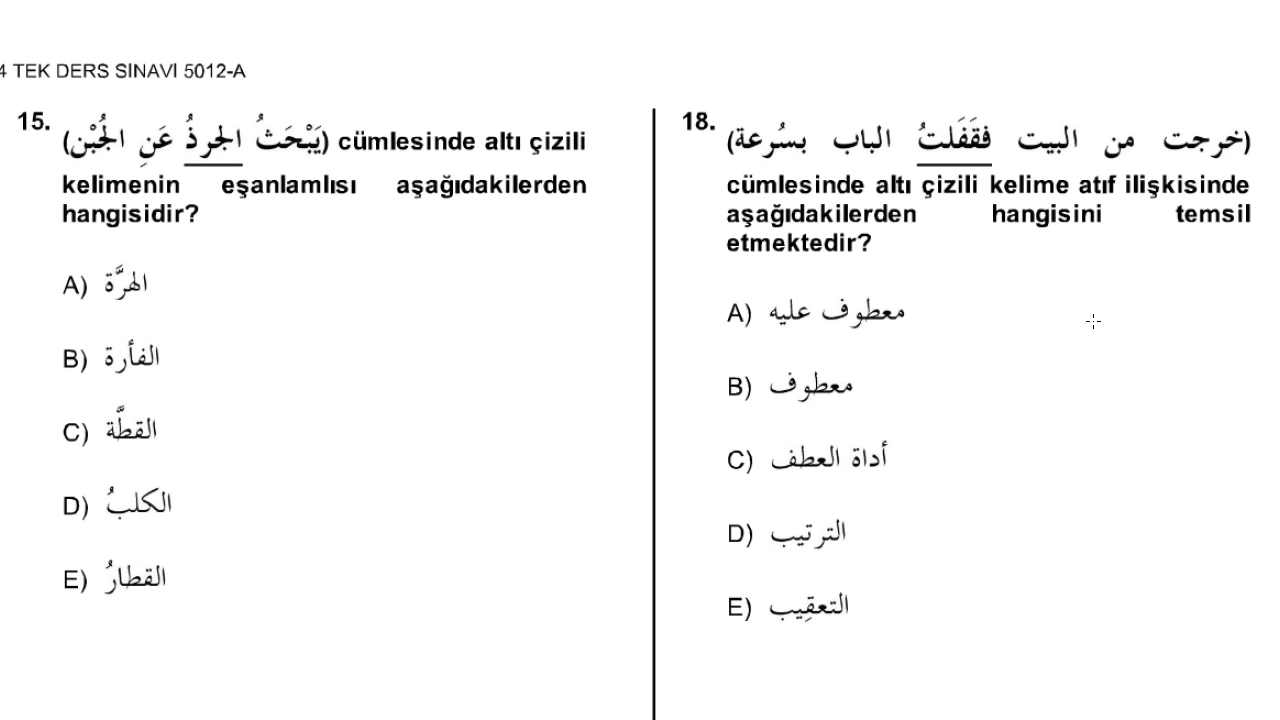 4 TEK DERS SINAVİ 5012-A
15. (يَبْحَثُ الجرذُ عَنِ الجُبْن) cümlesinde altı çizili
kelimenin eşanlamlısı aşağıdakilerden
hangisidir?
A) الهرَّة
B) الفأرة
C) القطَّة
D) الكلبُ
E) القطارُ
18. (خرجت من البيت فقَفَلتُ الباب بسُرعة)
cümlesinde altı çizili kelime atıf ilişkisinde
aşağıdakilerden hangisini temsil
etmektedir?
A) معطوف عليه
B) معطوف
C) أداة العطف
D) الترتيب
E) التعقِيب